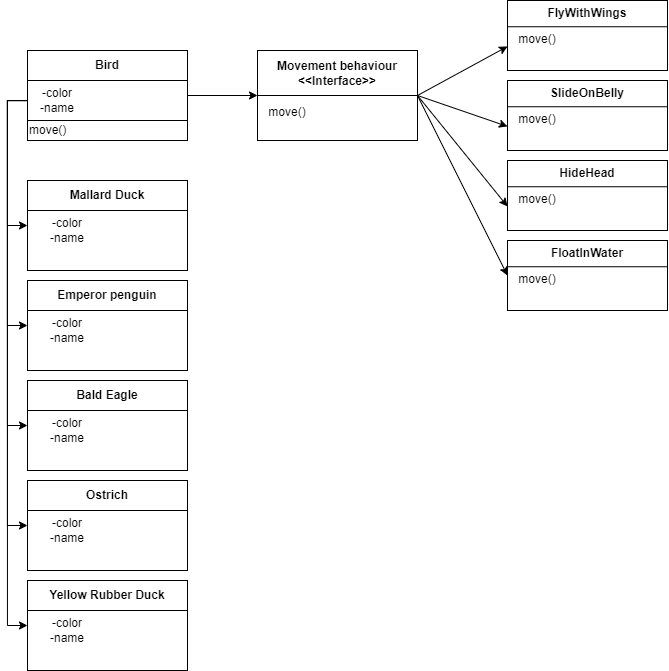 Bird
-color
-name
move()
Movement behaviour
<<Interface>>
move()
FlyWithWings
move()
SlideOnBelly
move()
HideHead
move()
FloatInWater
move()
Mallard Duck
-color
-name
Emperor penguin
-color
-name
Bald Eagle
-color
-name
Ostrich
-color
-name
Yellow Rubber Duck
-color
-name